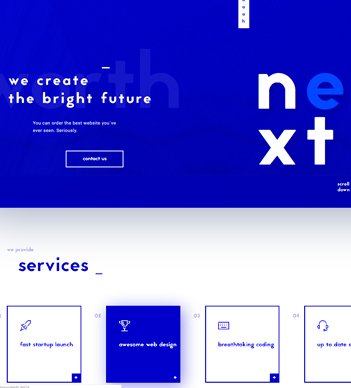 we create
the bright future
You can order the best website you've
ever seen. Seriously.
contact us
ne
xt
scroll
down
we provide
services _
fast startup launch
02
awesome web design
03
breathtaking coding
04
up to date s